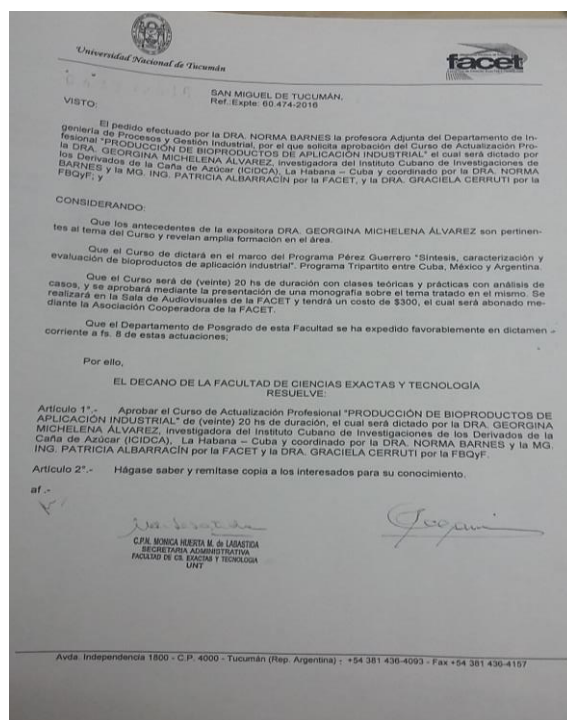 Universidad Nacional de Tucumán
facet
SAN MIGUEL DE TUCUMÁN,
Ref.:Expte: 60.474-2016
VISTO:
El pedido efectuado por la DRA. NORMA BARNES la profesora Adjunta del Departamento de In-
geniería de Procesos y Gestión Industrial, por el que solicita aprobación del Curso de Actualización Pro-
fesional "PRODUCCIÓN DE BIOPRODUCTOS DE APLICACIÓN INDUSTRIAL" el cual será dictado por
la DRA. GEORGINA MICHELENA ÁLVAREZ, investigadora del Instituto Cubano de Investigaciones de
los Derivados de la Caña de Azúcar (ICIDCA), La Habana – Cuba y coordinado por la DRA. NORMA
BARNES y la MG. ING. PATRICIA ALBARRACÍN por la FACET, y la DRA. GRACIELA CERRUTI por la
FBQyF; y
CONSIDERANDO:
Que los antecedentes de la expositora DRA. GEORGINA MICHELENA ÁLVAREZ son pertinen-
tes al tema del Curso y revelan amplia formación en el área.
Que el Curso de dictará en el marco del Programa Pérez Guerrero "Síntesis, caracterización y
evaluación de bioproductos de aplicación industrial". Programa Tripartito entre Cuba, México y Argentina.
Que el Curso será de (veinte) 20 hs de duración con clases teóricas y prácticas con análisis de
casos, y se aprobará mediante la presentación de una monografía sobre el tema tratado en el mismo. Se
realizará en la Sala de Audiovisuales de la FACET y tendrá un costo de $300, el cual será abonado me-
diante la Asociación Cooperadora de la FACET.
Que el Departamento de Posgrado de esta Facultad se ha expedido favorablemente en dictamen -
corriente a fs. 8 de estas actuaciones;
Por ello,
EL DECANO DE LA FACULTAD DE CIENCIAS EXACTAS Y TECNOLOGÍA
RESUELVE:
Artículo 1°.- Aprobar el Curso de Actualización Profesional "PRODUCCIÓN DE BIOPRODUCTOS DE
APLICACIÓN INDUSTRIAL" de (veinte) 20 hs de duración, el cual será dictado por la DRA. GEORGINA
MICHELENA ÁLVAREZ, investigadora del Instituto Cubano de Investigaciones de los Derivados de la
Caña de Azúcar (ICIDCA), La Habana – Cuba y coordinado por la DRA. NORMA BARNES y la MG.
ING. PATRICIA ALBARRACÍN por la FACET y la DRA. GRACIELA CERRUTI por la FBQyF.
Artículo 2°.- Hágase saber y remítase copia a los interesados para su conocimiento.
af.-
C.P.N. MONICA HUERTA M. de LABASTIDA
SECRETARIA ADMINISTRATIVA
FACULTAD DE CS. EXACTAS Y TECNOLOGIA
UNT
Avda. Independencia 1800 - C.P. 4000 - Tucumán (Rep. Argentina) - +54 381 436-4093 - Fax +54 381 436-4157